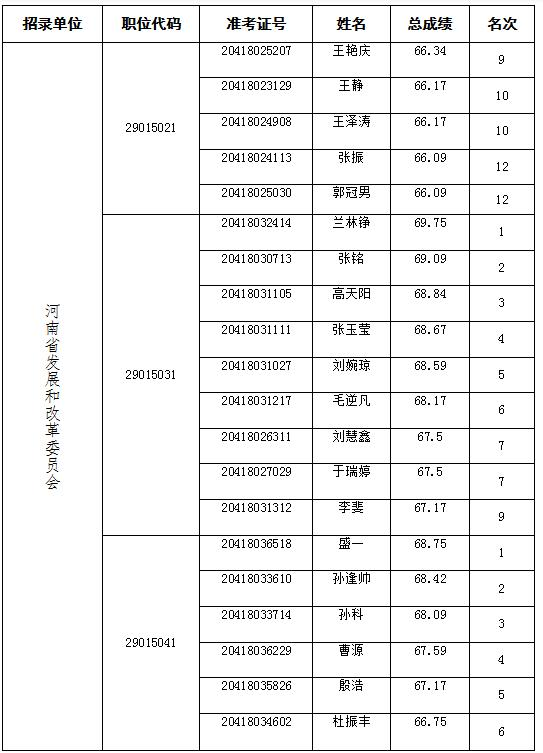 招录单位 职位代码 准考证号 姓名 总成绩 名次
20418025207 王艳庆 66.34 9
20418023129 王静 66.17 10
29015021 20418024908 王泽涛 66.17 10
20418024113 张振 66.09 12
20418025030 郭冠男 66.09 12
20418032414 兰林铮 69.75 1
20418030713 张铭 69.09 2
20418031105 高天阳 68.84 3
20418031111 张玉莹 68.67 4
河南省发展和改革委员会 29015031 20418031027 刘婉琼 68.59 5
20418031217 毛逆凡 68.17 6
20418026311 刘慧鑫 67.5 7
20418027029 于瑞婷 67.5 7
20418031312 李斐 67.17 9
20418036518 盛一 68.75 1
20418033610 孙逢帅 68.42 2
20418033714 孙科 68.09 3
29015041 20418036229 曹源 67.59 4
20418035826 殷浩 67.17 5
20418034602 杜振丰 66.75 6